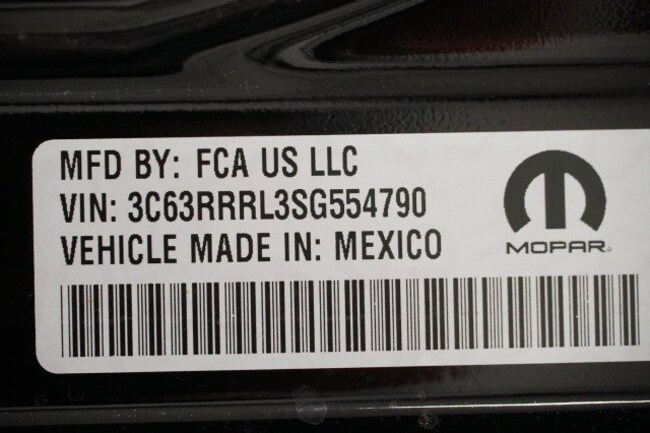 MFD BY: FCA US LLC
VIN: 3C63RRRL3SG554790
VEHICLE MADE IN: MEXICO
MOPAR